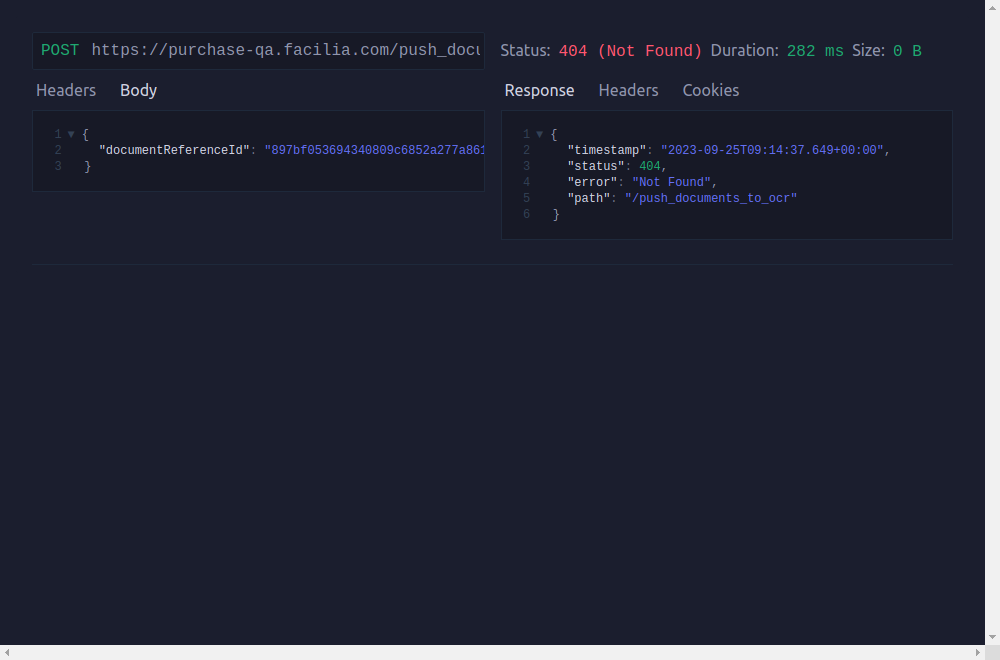 POST https://purchase-qa.facilia.com/push_docu
Status: 404 (Not Found) Duration: 282 ms Size: 0 B
Headers Body
1 ▼ {
2 "documentReferenceId": "897bf053694340809c6852a277a861
3 }
Response Headers Cookies
1 ▼ {
2 "timestamp": "2023-09-25T09:14:37.649+00:00",
3 "status": 404,
4 "error": "Not Found",
5 "path": "/push_documents_to_ocr"
6 }